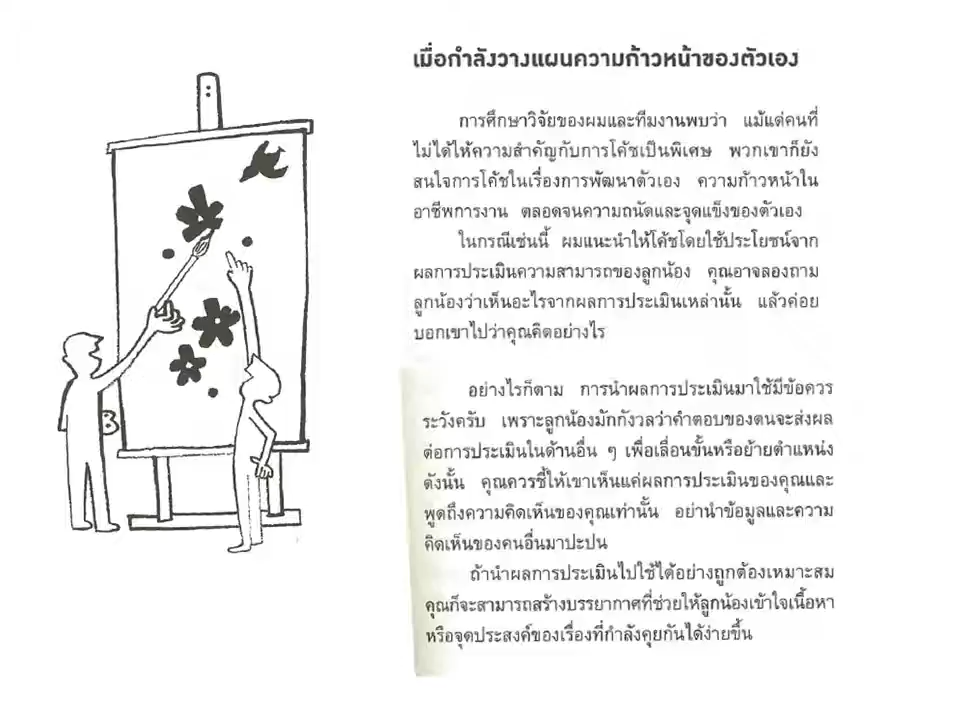 เมื่อกำลังวางแผนความก้าวหน้าของตัวเอง
การศึกษาวิจัยของผมและทีมงานพบว่า แม้แต่คนที่
ไม่ได้ให้ความสำคัญกับการโค้ชเป็นพิเศษ พวกเขาก็ยัง
สนใจการโค้ชในเรื่องการพัฒนาตัวเอง ความก้าวหน้าใน
อาชีพการงาน ตลอดจนความถนัดและจุดแข็งของตัวเอง
ในกรณีเช่นนี้ ผมแนะนำให้โค้ชโดยใช้ประโยชน์จาก
ผลการประเมินความสามารถของลูกน้อง คุณอาจลองถาม
ลูกน้องว่าเห็นอะไรจากผลการประเมินเหล่านั้น แล้วค่อย
บอกเขาไปว่าคุณคิดอย่างไร
อย่างไรก็ตาม การนำผลการประเมินมาใช้มีข้อควร
ระวังครับ เพราะลูกน้องมักกังวลว่าคำตอบของตนจะส่งผล
ต่อการประเมินในด้านอื่น ๆ เพื่อเลื่อนขั้นหรือย้ายตำแหน่ง
ดังนั้น คุณควรชี้ให้เขาเห็นแค่ผลการประเมินของคุณและ
พูดถึงความคิดเห็นของคุณเท่านั้น อย่านำข้อมูลและความ
คิดเห็นของคนอื่นมาปะปน
ถ้านำผลการประเมินไปใช้ได้อย่างถูกต้องเหมาะสม
คุณก็จะสามารถสร้างบรรยากาศที่ช่วยให้ลูกน้องเข้าใจเนื้อหา
หรือจุดประสงค์ของเรื่องที่กำลังคุยกันได้ง่ายขึ้น